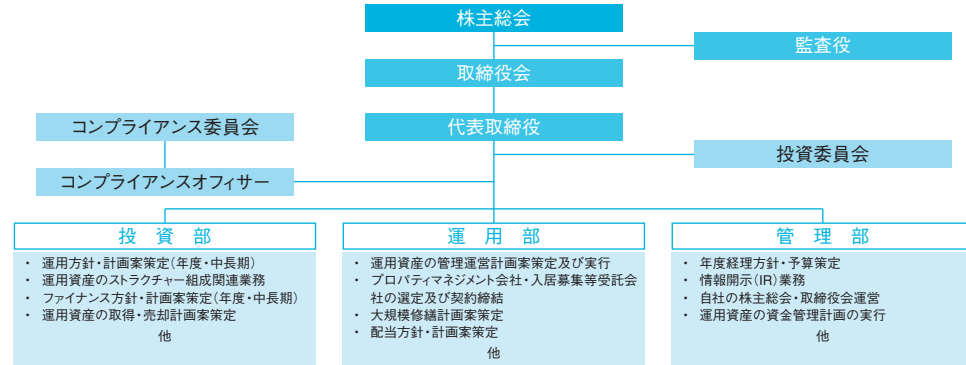 株主総会
監査役
取締役会
コンプライアンス委員会
代表取締役
投資委員会
コンプライアンスオフィサー
投資部
・ 運用方針・計画案策定(年度・中長期)
・ 運用資産のストラクチャー組成関連業務
・ ファイナンス方針・計画案策定(年度・中長期)
・ 運用資産の取得・売却計画案策定
他
運用部
・ 運用資産の管理運営計画案策定及び実行
・ プロパティマネジメント会社・入居募集等受託会
社の選定及び契約締結
・ 大規模修繕計画案策定
・ 配当方針・計画案策定
他
管理部
・ 年度経理方針・予算策定
・ 情報開示(IR)業務
・ 自社の株主総会・取締役会運営
・ 運用資産の資金管理計画の実行
他